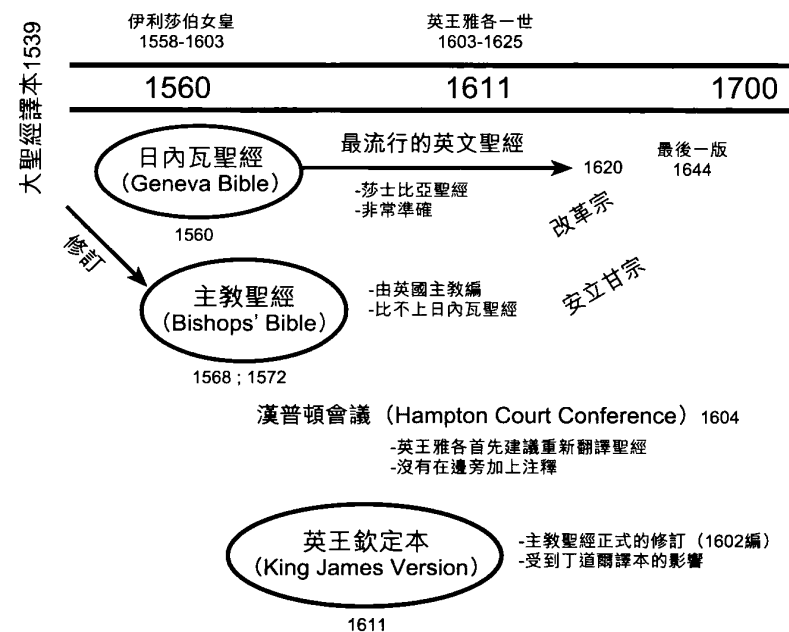 大聖經譯本1539
伊利莎伯女皇
1558-1603
英王雅各一世
1603-1625
1560
1611
1700
日內瓦聖經
（Geneva Bible）
1560
最流行的英文聖經
-莎士比亞聖經
-非常準確
1620
最後一版
1644
改革宗
修訂
主教聖經
（Bishops' Bible）
1568；1572
-由英國主教編
-比不上日內瓦聖經
安立甘宗
漢普頓會議（Hampton Court Conference）1604
-英王雅各首先建議重新翻譯聖經
-沒有在邊旁加上注釋
英王欽定本
（King James Version）
1611
-主教聖經正式的修訂（1602編）
-受到丁道爾譯本的影響